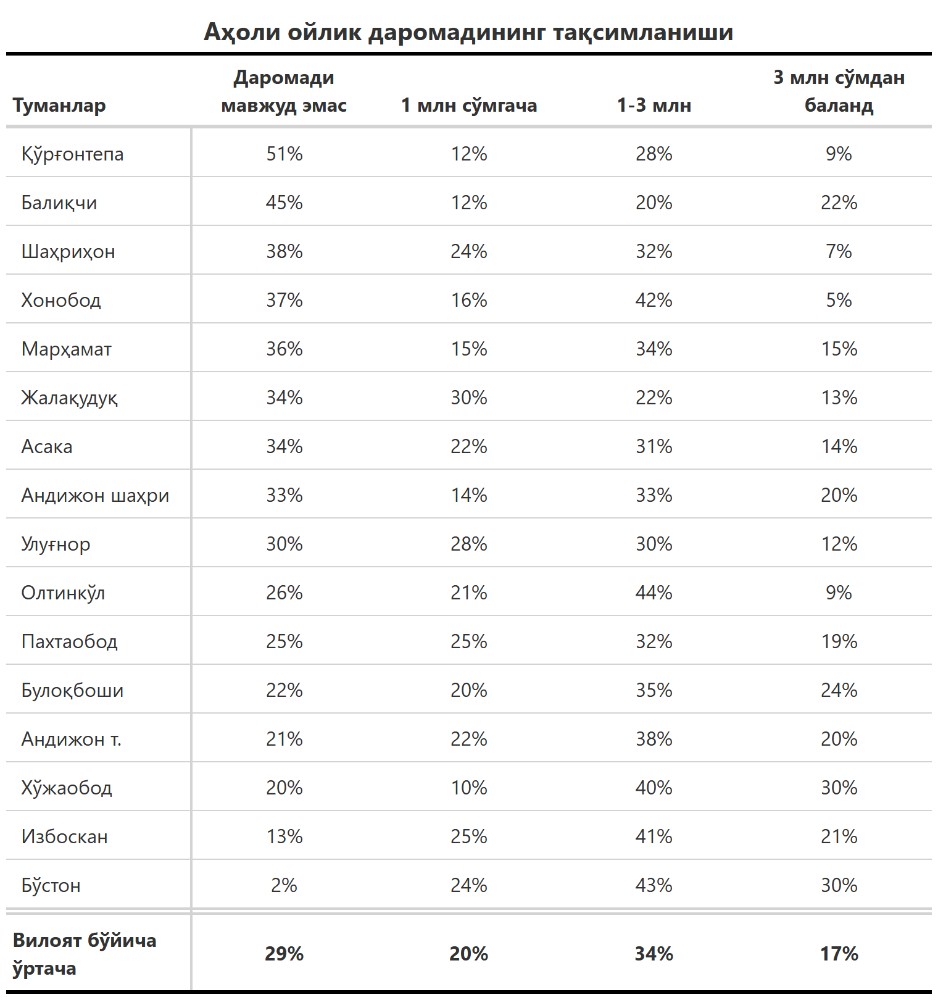 Аҳоли ойлик даромадининг тақсимланиши
Туманлар Даромади мавжуд эмас 1 млн сўмгача 1-3 млн 3 млн сўмдан баланд
Қўрғонтепа 51% 12% 28% 9%
Балиқчи 45% 12% 20% 22%
Шаҳриҳон 38% 24% 32% 7%
Хонобод 37% 16% 42% 5%
Марҳамат 36% 15% 34% 15%
Жалақудуқ 34% 30% 22% 13%
Асака 34% 22% 31% 14%
Андижон шаҳри 33% 14% 33% 20%
Улуғнор 30% 28% 30% 12%
Олтинкўл 26% 21% 44% 9%
Пахтаобод 25% 25% 32% 19%
Булоқбоши 22% 20% 35% 24%
Андижон т. 21% 22% 38% 20%
Хўжаобод 20% 10% 40% 30%
Избоскан 13% 25% 41% 21%
Бўстон 2% 24% 43% 30%
Вилоят бўйича ўртача 29% 20% 34% 17%